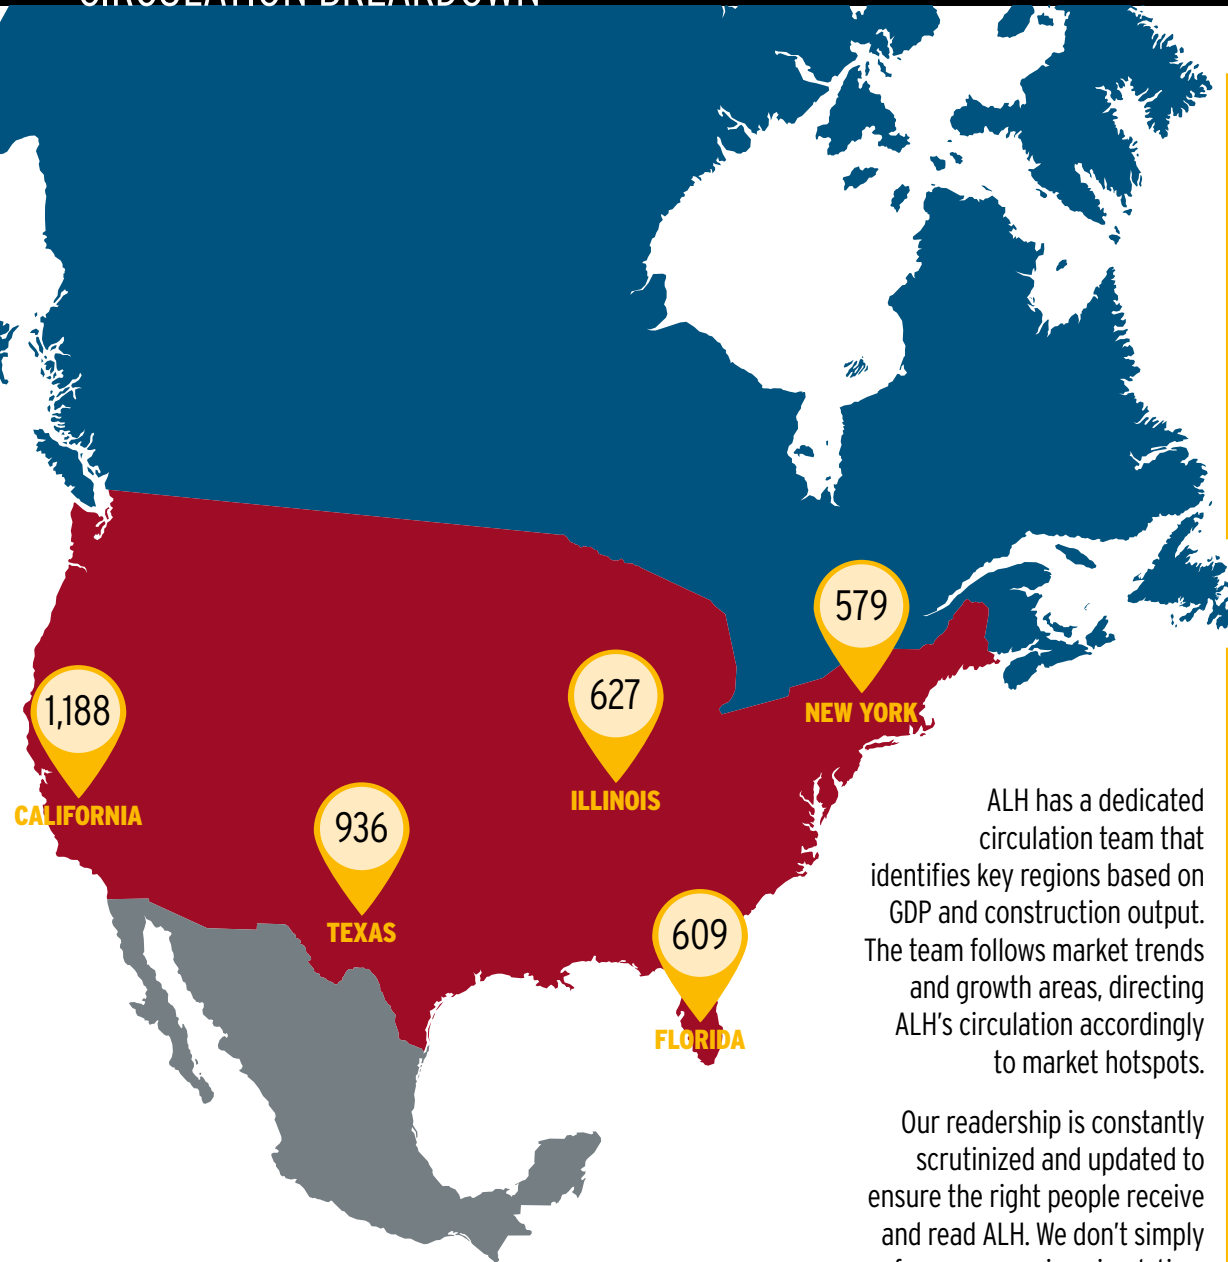 CIRCULATION BREAKDOWN
579
NEW YORK
627
ILLINOIS
1,188
CALIFORNIA
936
TEXAS
609
FLORIDA
ALH has a dedicated
circulation team that
identifies key regions based on
GDP and construction output.
The team follows market trends
and growth areas, directing
ALH's circulation accordingly
to market hotspots.
Our readership is constantly
scrutinized and updated to
ensure the right people receive
and read ALH. We don't simply